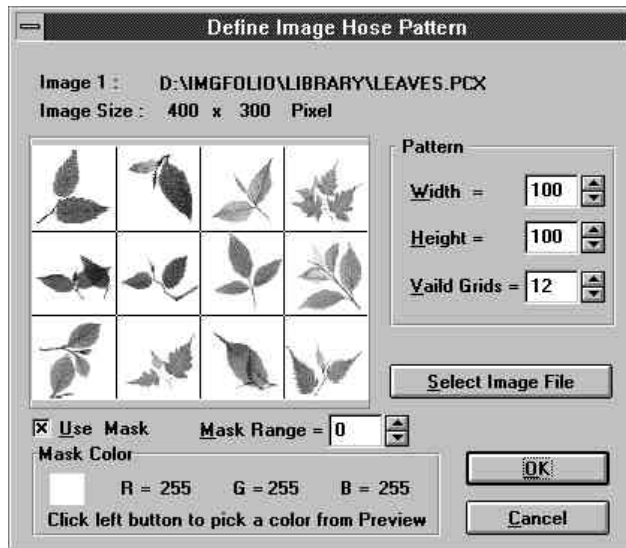 Define Image Hose Pattern
Image 1 : D:\IMGFOLIO\LIBRARY\LEAVES.PCX
Image Size : 400 x 300 Pixel
Pattern
Width = 100
Height = 100
Vaild Grids = 12
Select Image File
Use Mask Mask Range = 0
Mask Color
R = 255 G = 255 B = 255
Click left button to pick a color from Preview
OK
Cancel